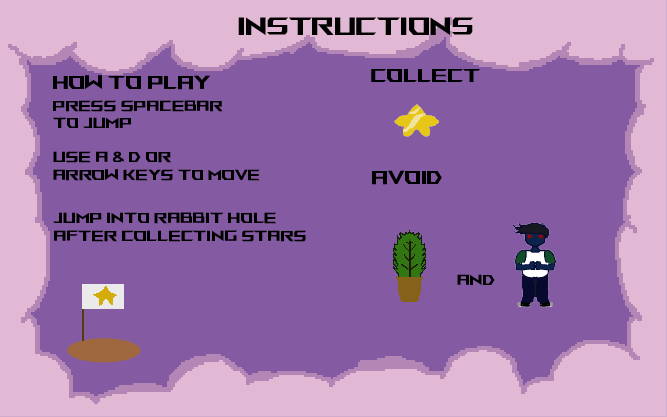 INSTRUCTIONS
HOW TO PLAY
PRESS SPACEBAR
TO JUMP
USE A & D OR
ARROW KEYS TO MOVE
JUMP INTO RABBIT HOLE
AFTER COLLECTING STARS
COLLECT
AVOID
AND